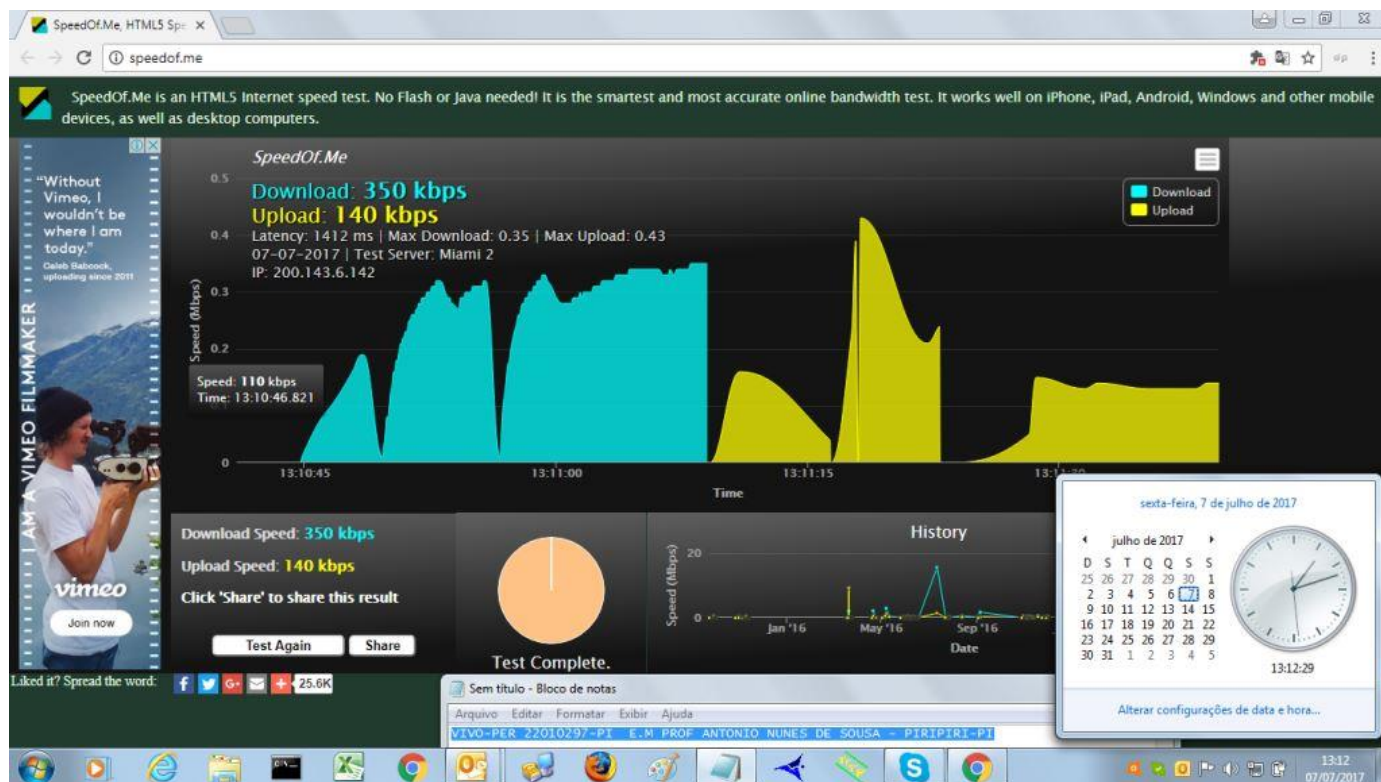 SpeedOf.Me, HTML5 Spe
speedof.me
SpeedOf.Me is an HTML5 Internet speed test. No Flash or Java needed! It is the smartest and most accurate online bandwidth test. It works well on iPhone, iPad, Android, Windows and other mobile
devices, as well as desktop computers.
"Without
Vimeo, I
wouldn't be
where I am
today."
Caleb Babcock,
uploading since 2011
I AM A VIMEO FILMMAKER
vimeo
Join now
SpeedOf.Me
Download: 350 kbps
Upload: 140 kbps
Latency: 1412 ms | Max Download: 0.35 | Max Upload: 0.43
07-07-2017 | Test Server: Miami 2
IP: 200.143.6.142
Download
Upload
Speed (Mbps)
0.5
0.4
0.3
0.2
0
Speed: 110 kbps
Time: 13:10:46.821
13:10:45
13:11:00
13:11:15
Time
Download Speed: 350 kbps
Upload Speed: 140 kbps
Click 'Share' to share this result
Test Again
Share
Test Complete.
History
Speed (Mbps)
20
0
Jan '16
May '16
Sep '16
Date
Liked it? Spread the word:
25.6K
Sem título - Bloco de notas
Arquivo Editar Formatar Exibir Ajuda
VIVO-PER 22010297-PI E.M PROF ANTONIO NUNES DE SOUSA - PIRIPIRI-PI
sexta-feira, 7 de julho de 2017
julho de 2017
D S T Q Q S S
25 26 27 28 29 30 1
2 3 4 5 6 7 8
9 10 11 12 13 14 15
16 17 18 19 20 21 22
23 24 25 26 27 28 29
30 31 1 2 3 4 5
13:12:29
Alterar configurações de data e hora...
13:12
07/07/2017